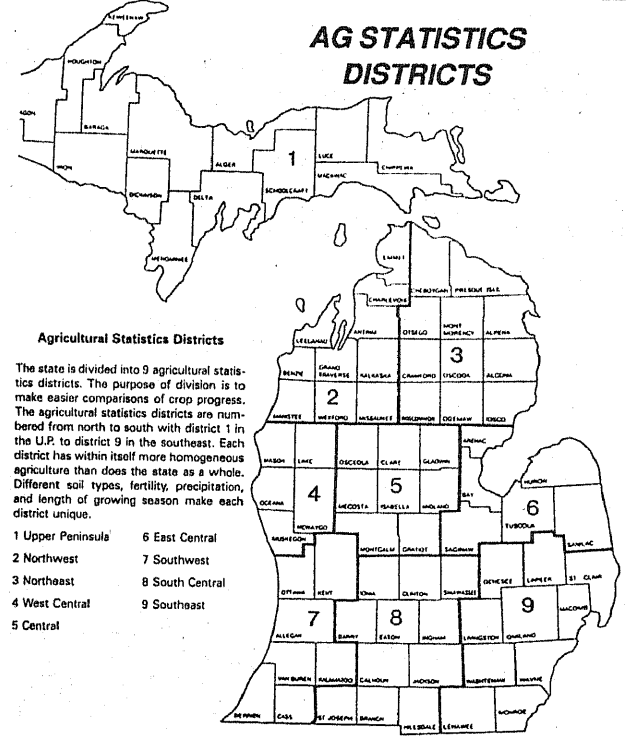 AG STATISTICS
DISTRICTS
KEWEENAW
HOUGHTON
BARAGA
IRON
MARQUETTE
DICKINSON
MENOMINEE
ALGER
DELTA
1
SCHOOLCRAFT
LUCE
MACKINAC
CHIPPEWA
EMMET
CHEBOYGAN
PRESQUE ISLE
CHARLEVOIX
Agricultural Statistics Districts
The state is divided into 9 agricultural statis-
tics districts. The purpose of division is to
make easier comparisons of crop progress.
The agricultural statistics districts are num-
bered from north to south with district 1 in
the U.P. to district 9 in the southeast. Each
district has within itself more homogeneous
agriculture than does the state as a whole.
Different soil types, fertility, precipitation,
and length of growing season make each
district unique.
1 Upper Peninsula
2 Northwest
3 Northeast
4 West Central
5 Central
6 East Central
7 Southwest
8 South Central
9 Southeast
LEELANAU
ANTRIM
OTSEGO
MONT
MORENCY
ALPENA
BENZIE
GRAND
TRAVERSE
KALKASKA
CRAWFORD
OSCODA
3
ALCONA
MANISTEE
2
WEXFORD
MISSAUKEE
ROSCOMMON
OGEMAW
IOSCO
ARENAC
MASON
LAKE
OSCEOLA
CLARE
GLADWIN
HURON
OCEANA
4
NEWAYGO
MECOSTA
5
ISABELLA
MIDLAND
BAY
6
TUSCOLA
SANILAC
MUSKEGON
MONTCALM
GRATIOT
SAGINAW
OTTAWA
KENT
IONIA
CLINTON
SHIAWASSEE
GENESEE
LAPEER
ST CLAIR
7
ALLEGAN
BARRY
8
EATON
INGHAM
LIVINGSTON
9
OAKLAND
MACOMB
VAN BUREN
KALAMAZOO
CALHOUN
JACKSON
WASHTENAW
WAYNE
BERRIEN
CASS
ST JOSEPH
BRANCH
HILLSDALE
LENAWEE
MONROE